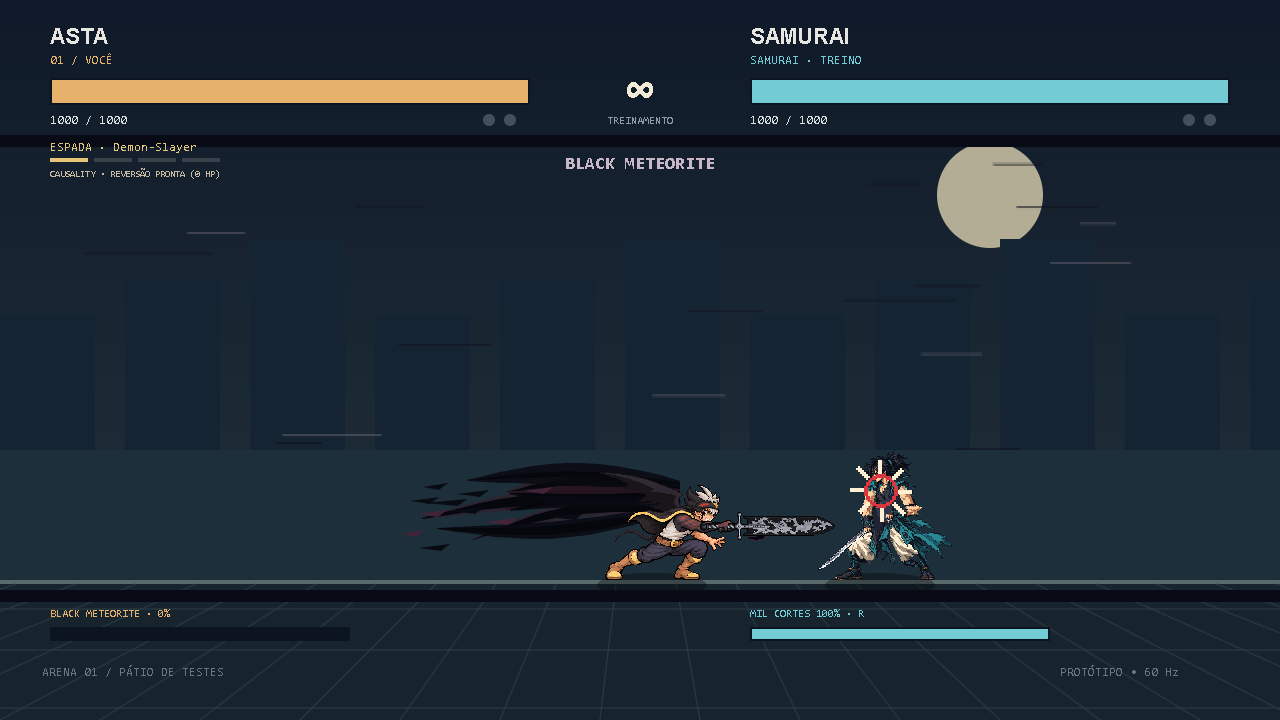 ASTA
01 / VOCÊ
1000 / 1000
∞
TREINAMENTO
SAMURAI
SAMURAI · TREINO
1000 / 1000
ESPADA · Demon-Slayer
CAUSALITY · REVERSÃO PRONTA (0 HP)
BLACK METEORITE
BLACK METEORITE · 0%
MIL CORTES 100% · R
ARENA 01 / PÁTIO DE TESTES
PROTÓTIPO • 60 Hz